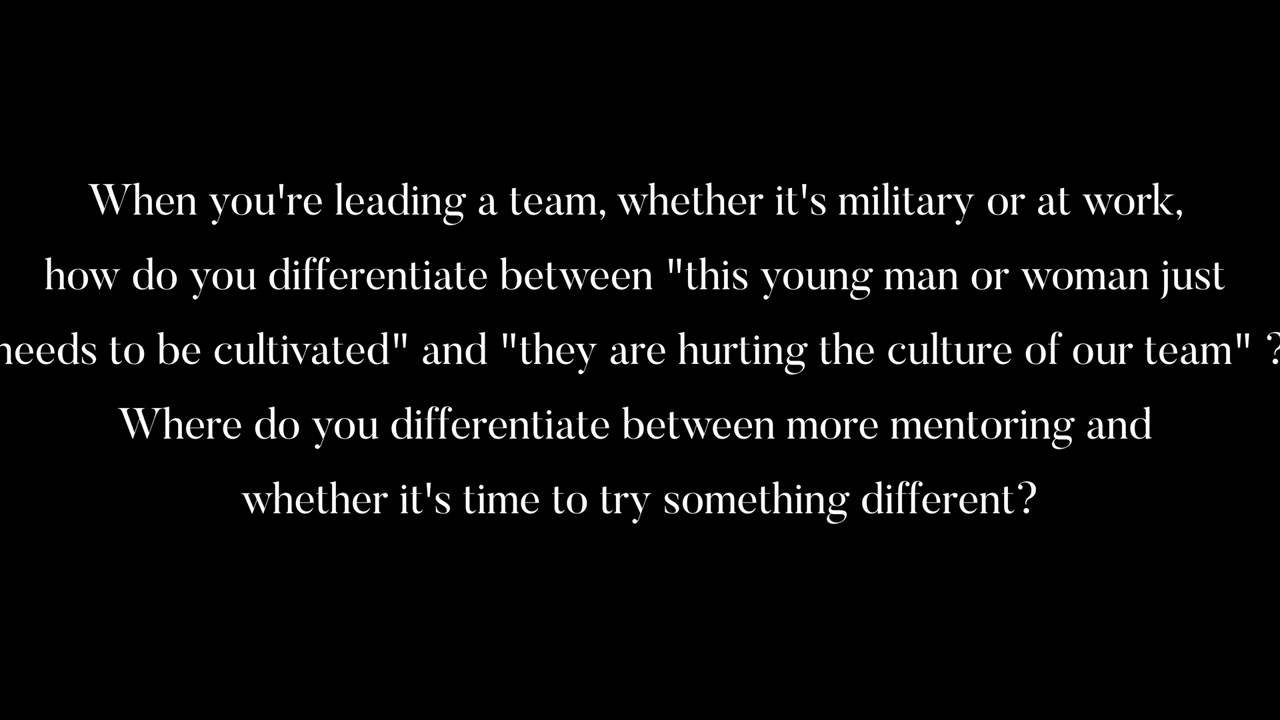 When you're leading a team, whether it's military or at work,
how do you differentiate between "this young man or woman just
needs to be cultivated" and "they are hurting the culture of our team" ?
Where do you differentiate between more mentoring and
whether it's time to try something different?